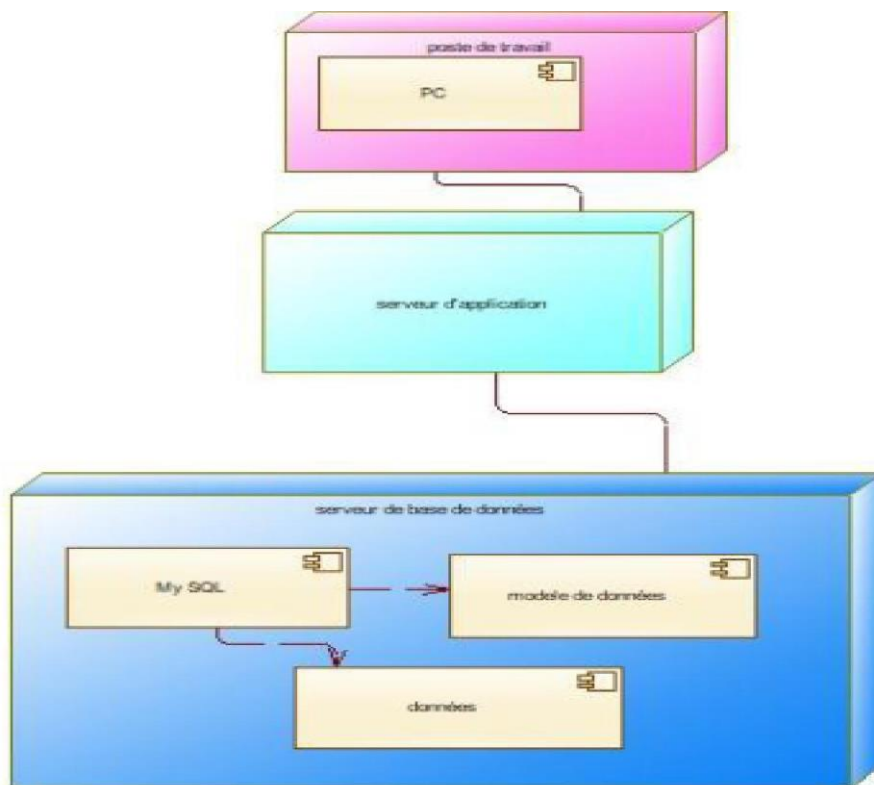 poste de travail
PC
serveur d'application
serveur de base de données
My SQL
modele de données
données